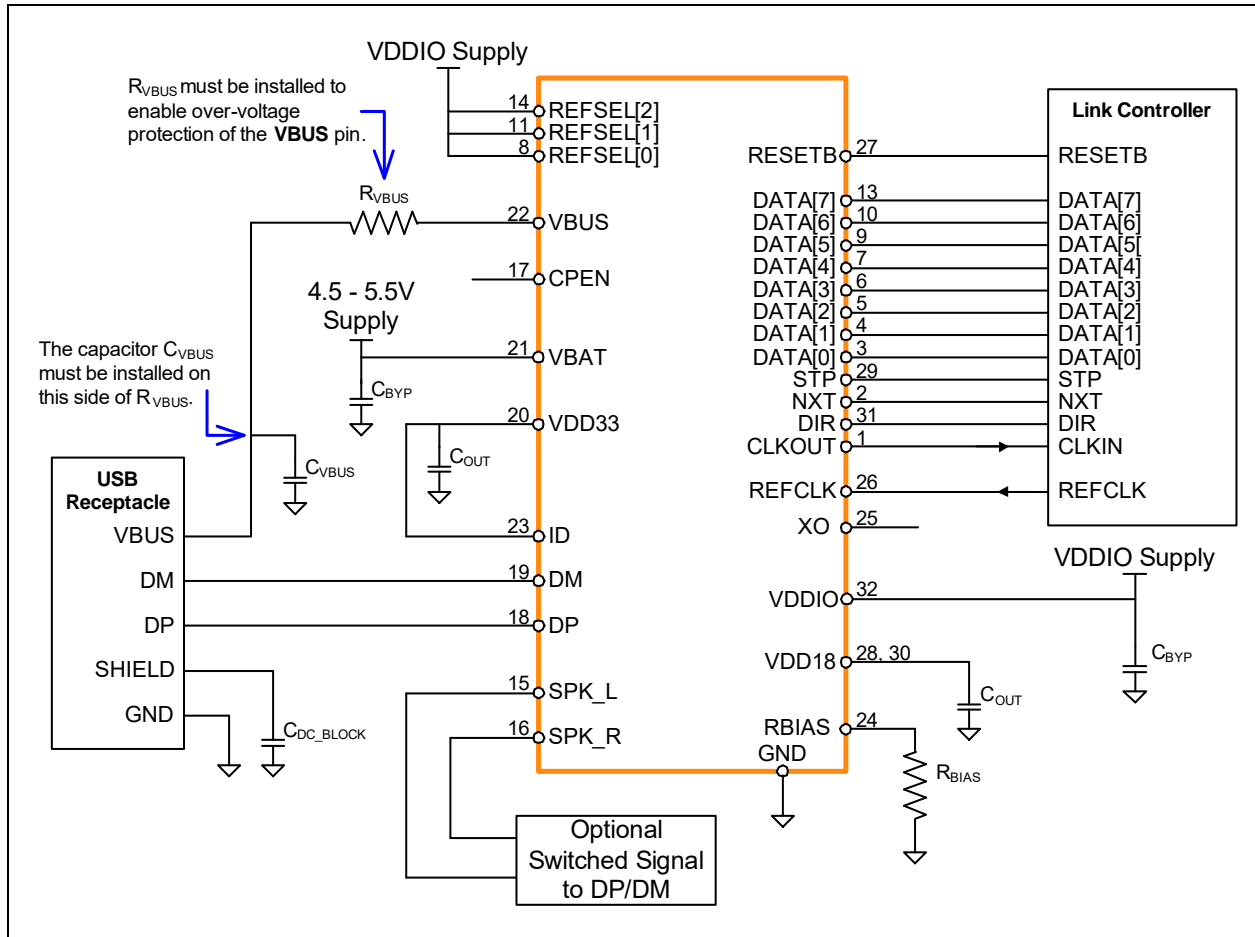 VDDIO Supply
R_VBUS must be installed to
enable over-voltage
protection of the VBUS pin.
14 REFSEL[2]
11 REFSEL[1]
8 REFSEL[0]
R_VBUS
22 VBUS
17 CPEN
4.5 - 5.5V
Supply
21 VBAT
C_BYP
The capacitor C_VBUS
must be installed on
this side of R_VBUS.
20 VDD33
C_OUT
C_VBUS
USB
Receptacle
VBUS
DM
DP
SHIELD
GND
C_DC_BLOCK
23 ID
19 DM
18 DP
15 SPK_L
16 SPK_R
Optional
Switched Signal
to DP/DM
RESETB 27
DATA[7] 13
DATA[6] 10
DATA[5] 9
DATA[4] 7
DATA[3] 6
DATA[2] 5
DATA[1] 4
DATA[0] 3
STP 29
NXT 2
DIR 31
CLKOUT 1
REFCLK 26
XO 25
VDDIO 32
VDD18 28, 30
RBIAS 24
GND
Link Controller
RESETB
DATA[7]
DATA[6]
DATA[5[
DATA[4]
DATA[3]
DATA[2]
DATA[1]
DATA[0]
STP
NXT
DIR
CLKIN
REFCLK
VDDIO Supply
C_BYP
C_OUT
R_BIAS